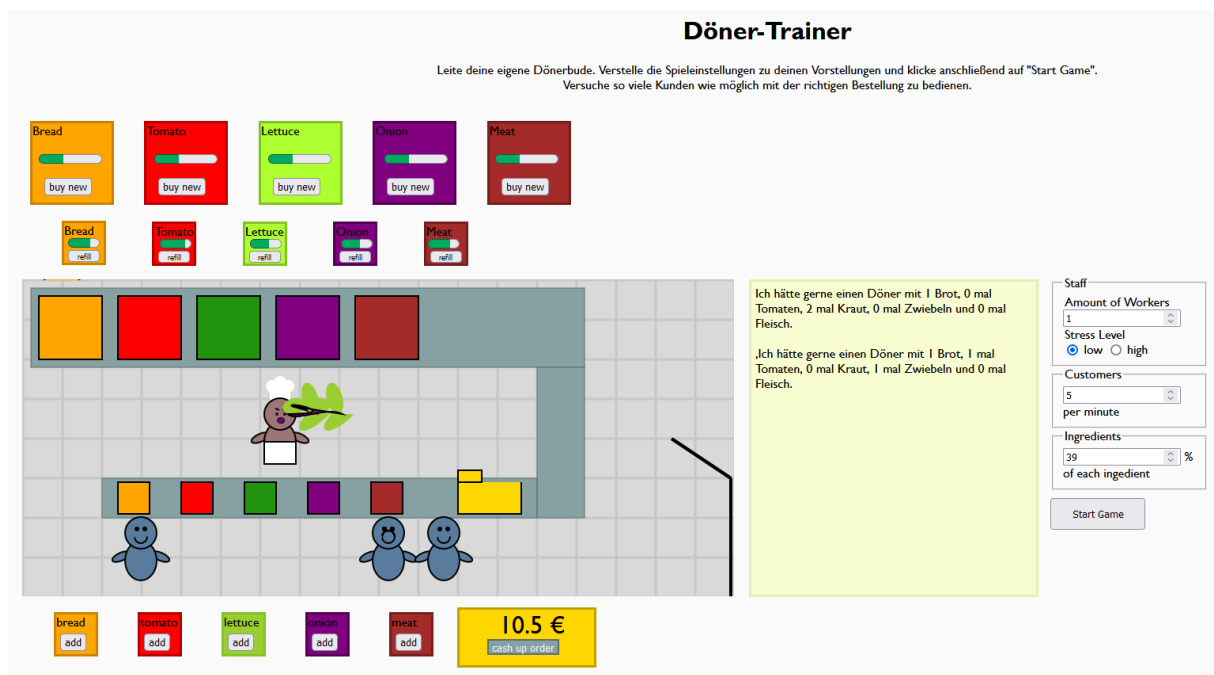 Döner-Trainer
Leite deine eigene Dönerbude. Verstelle die Spieleinstellungen zu deinen Vorstellungen und klicke anschließend auf "Start Game".
Versuche so viele Kunden wie möglich mit der richtigen Bestellung zu bedienen.
Bread
Tomato
Lettuce
Onion
Meat
buy new
buy new
buy new
buy new
buy new
Bread
Tomato
Lettuce
Onion
Meat
refill
refill
refill
refill
refill
Ich hätte gerne einen Döner mit 1 Brot, 0 mal
Tomaten, 2 mal Kraut, 0 mal Zwiebeln und 0 mal
Fleisch.
,Ich hätte gerne einen Döner mit 1 Brot, 1 mal
Tomaten, 0 mal Kraut, 1 mal Zwiebeln und 0 mal
Fleisch.
Staff
Amount of Workers
1
Stress Level
low
high
Customers
5
per minute
Ingredients
39
%
of each ingedient
Start Game
bread
tomato
lettuce
onion
meat
add
add
add
add
add
10.5 €
cash up order